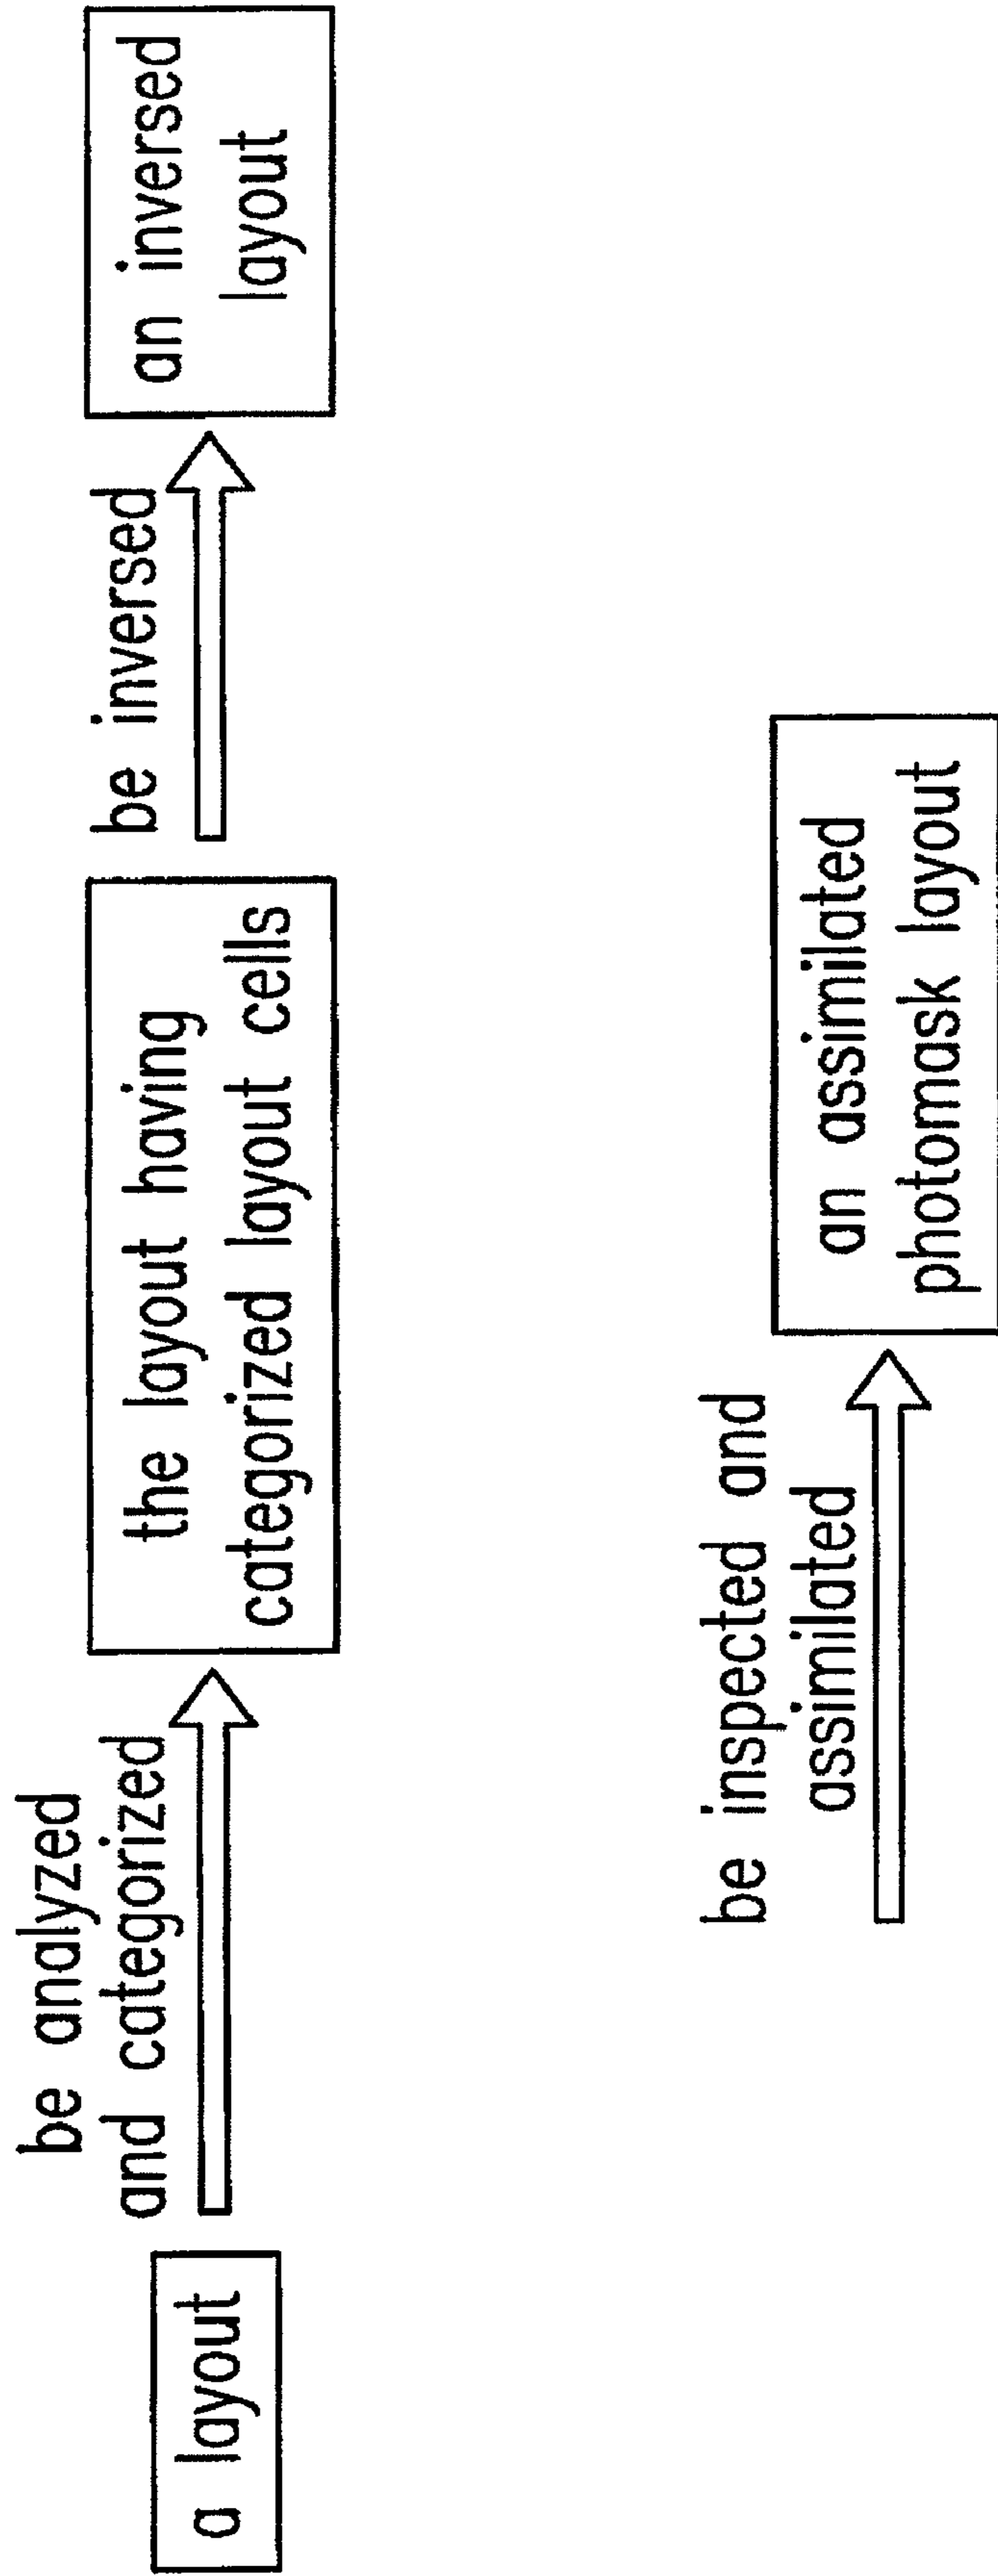 a layout
be analyzed
and categorized
the layout having
categorized layout cells
be inversed
an inversed
layout
be inspected and
assimilated
an assimilated
photomask layout